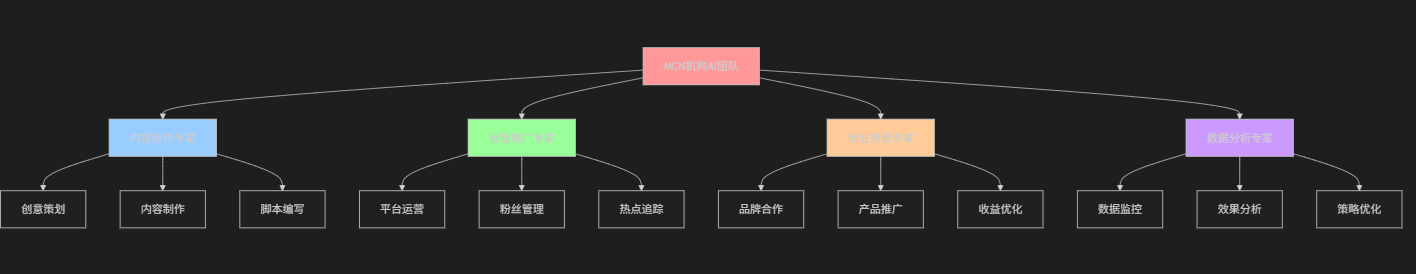 MCN机构AI团队
内容创作专家
运营推广专家
商业变现专家
数据分析专家
创意策划
内容制作
脚本编写
平台运营
粉丝管理
热点追踪
品牌合作
产品推广
收益优化
数据监控
效果分析
策略优化